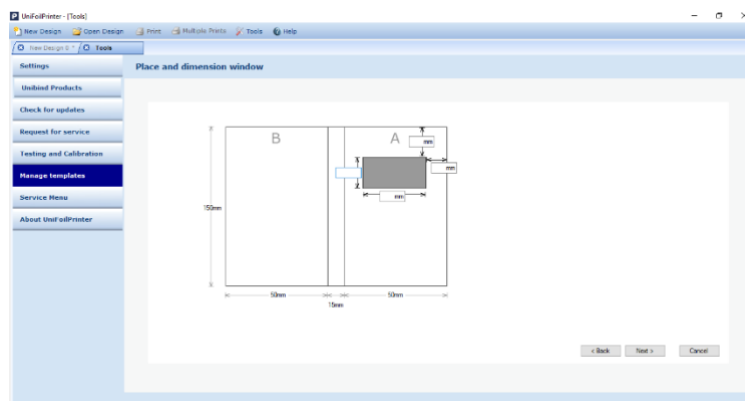 UniFoilPrinter - [Tools]
New Design Open Design Print Multiple Prints Tools Help
New Design 0 * Tools
Settings
Place and dimension window
Unibind Products
Check for updates
Request for service
Testing and Calibration
Manage templates
Service Menu
About UniFoilPrinter
B A
mm
mm
mm
150mm
50mm 50mm
15mm
< Back Next > Cancel